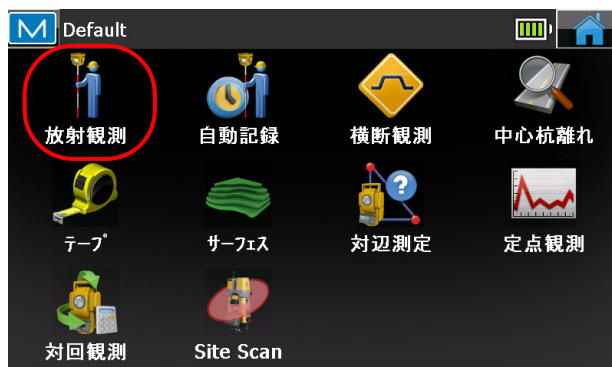 M Default
放射観測 自動記録 横断観測 中心杭離れ
テープ サーフェス 対辺測定 定点観測
対回観測 Site Scan